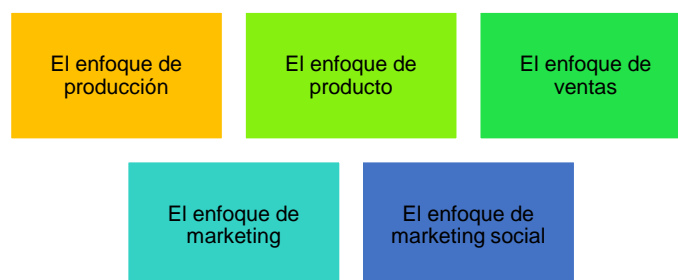 El enfoque de
producción
El enfoque de
producto
El enfoque de
ventas
El enfoque de
marketing
El enfoque de
marketing social